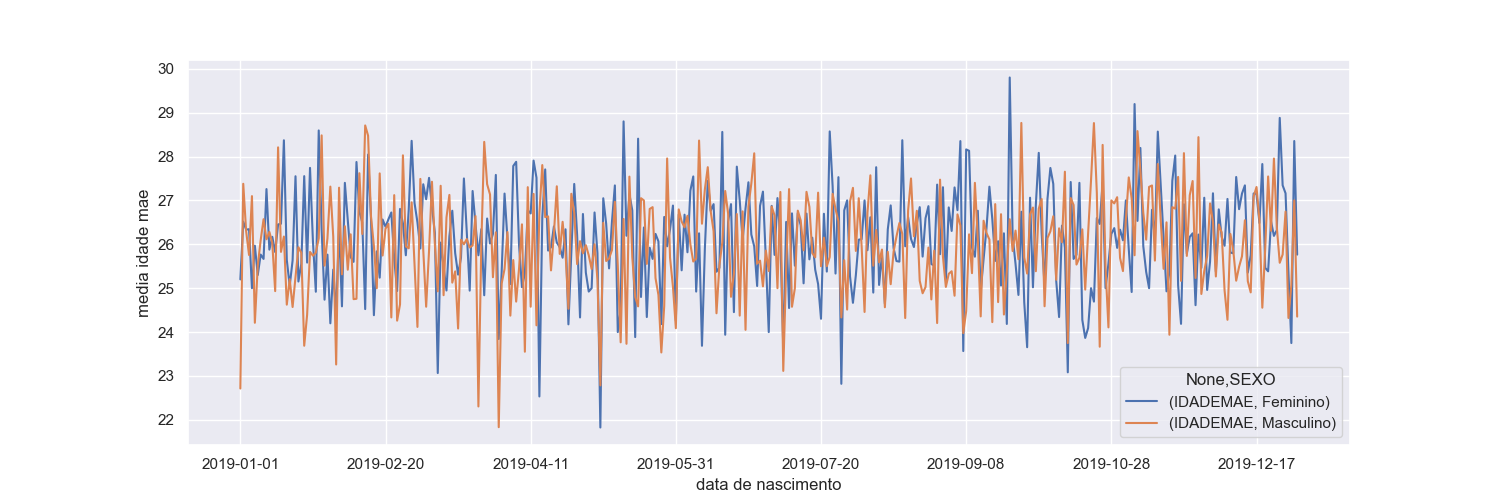 30
29
28
27
26
25
24
23
22
media idade mae
None,SEXO
(IDADEMAE, Feminino)
(IDADEMAE, Masculino)
2019-01-01 2019-02-20 2019-04-11 2019-05-31 2019-07-20 2019-09-08 2019-10-28 2019-12-17
data de nascimento